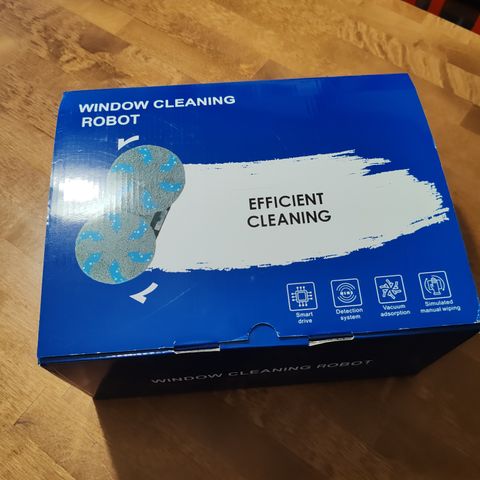 WINDOW CLEANING
ROBOT
EFFICIENT
CLEANING
Smart
drive
Detection
system
Vacuum
adsorption
Simulated
manual wiping
WINDOW CLEANING ROBOT